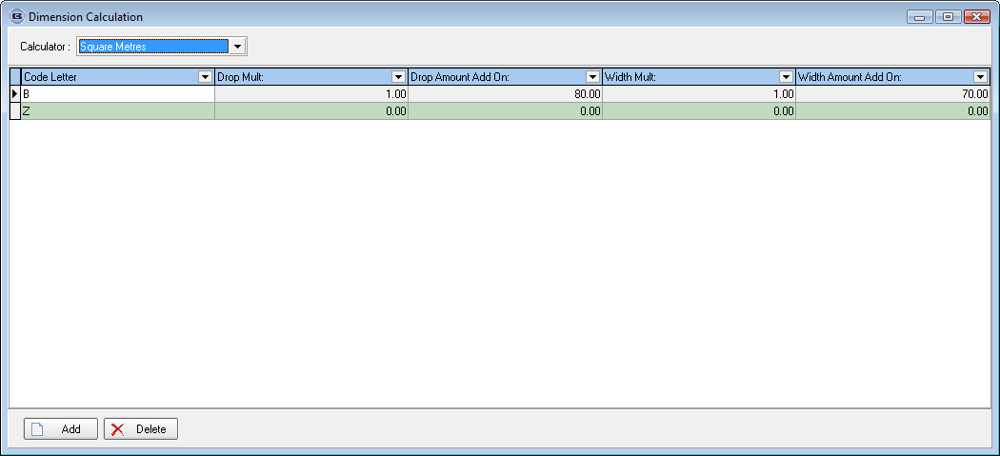 Dimension Calculation
Calculator : Square Metres
Code Letter Drop Mult: Drop Amount Add On: Width Mult: Width Amount Add On:
B 1.00 80.00 1.00 70.00
Z 0.00 0.00 0.00 0.00
Add Delete